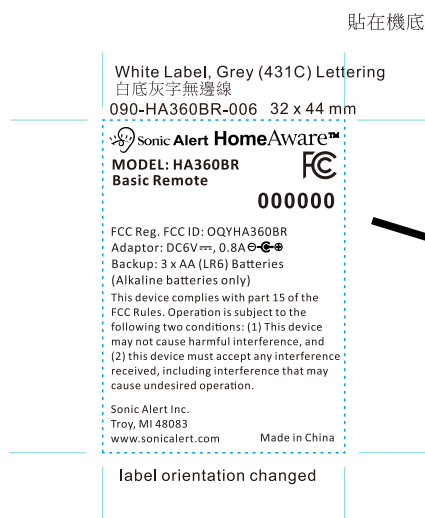 貼在機底
White Label, Grey (431C) Lettering
白底灰字無邊線
090-HA360BR-006 32 x 44 mm
Sonic Alert HomeAware™
MODEL: HA360BR
Basic Remote
FC
000000
FCC Reg. FCC ID: OQYHA360BR
Adaptor: DC6V⎓, 0.8A
Backup: 3 x AA (LR6) Batteries
(Alkaline batteries only)
This device complies with part 15 of the
FCC Rules. Operation is subject to the
following two conditions: (1) This device
may not cause harmful interference, and
(2) this device must accept any interference
received, including interference that may
cause undesired operation.
Sonic Alert Inc.
Troy, MI 48083
www.sonicalert.com Made in China
label orientation changed